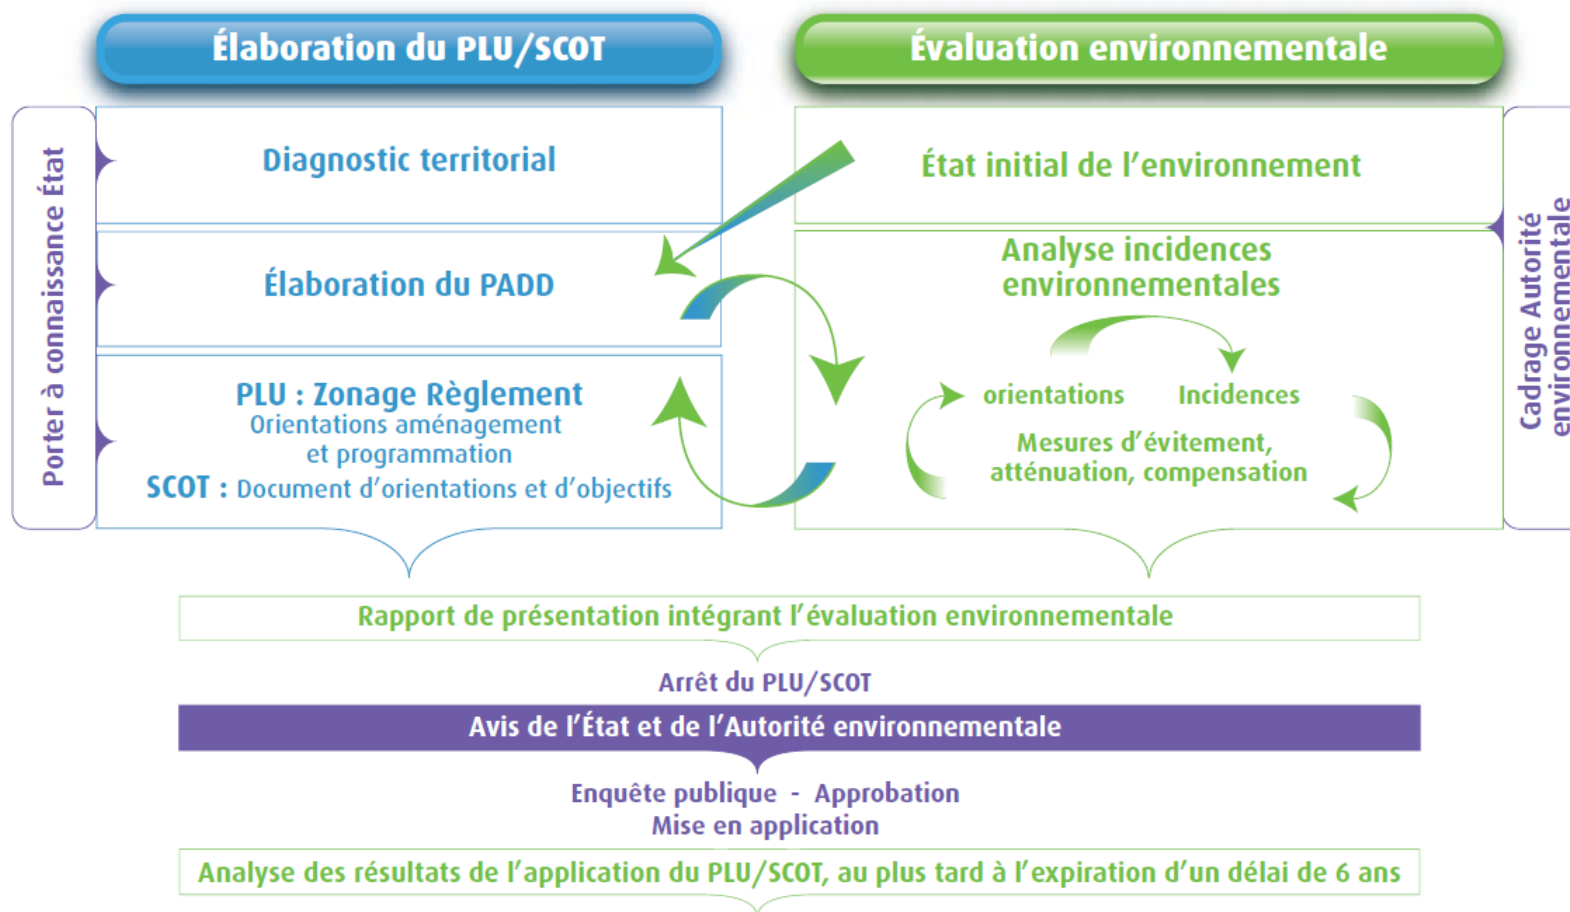 Élaboration du PLU/SCOT
Évaluation environnementale
Porter à connaissance État
Diagnostic territorial
Élaboration du PADD
PLU : Zonage Règlement
Orientations aménagement
et programmation
SCOT : Document d'orientations et d'objectifs
État initial de l'environnement
Analyse incidences
environnementales
orientations
Incidences
Mesures d'évitement,
atténuation, compensation
Cadrage Autorité
environnementale
Rapport de présentation intégrant l'évaluation environnementale
Arrêt du PLU/SCOT
Avis de l'État et de l'Autorité environnementale
Enquête publique - Approbation
Mise en application
Analyse des résultats de l'application du PLU/SCOT, au plus tard à l'expiration d'un délai de 6 ans